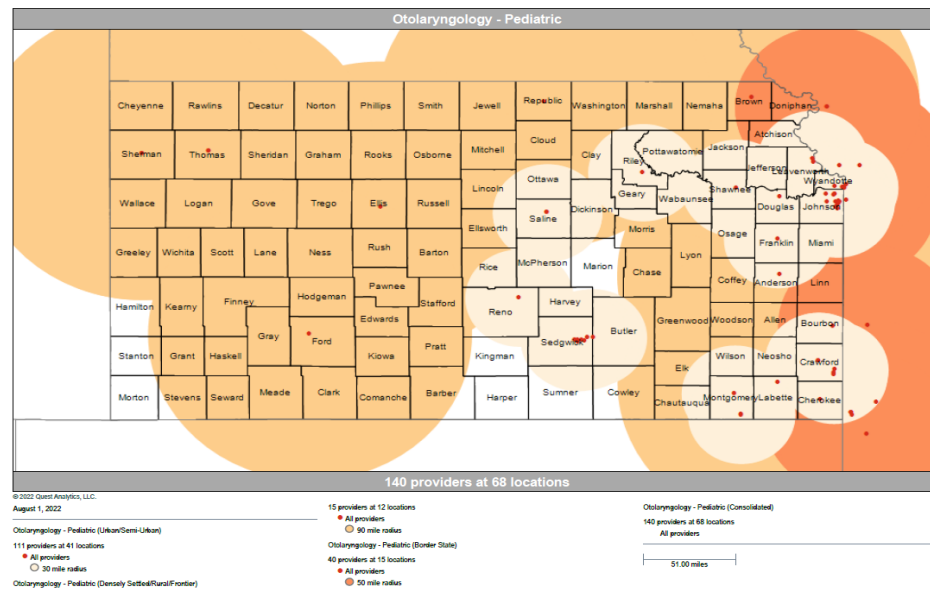 Otolaryngology - Pediatric
Cheyenne Rawlins Decatur Norton Phillips Smith Jewell Republic Washington Marshall Nemaha Brown Doniphan
Atchison
Sherman Thomas Sheridan Graham Rooks Osborne Mitchell Cloud Clay Riley Pottawatomie Jackson Jefferson Leavenworth
Wyandotte
Wallace Logan Gove Trego Ellis Russell Lincoln Ottawa Saline Dickinson Geary Wabaunsee Shawnee Douglas Johnson
Ellsworth Morris Osage Franklin Miami
Greeley Wichita Scott Lane Ness Rush Barton Rice McPherson Marion Chase Lyon Coffey Anderson Linn
Pawnee
Hamilton Kearny Finney Hodgeman Edwards Stafford Reno Harvey Butler Greenwood Woodson Allen Bourbon
Gray Ford Sedgwick
Stanton Grant Haskell Kiowa Pratt Kingman Elk Wilson Neosho Crawford
Morton Stevens Seward Meade Clark Comanche Barber Harper Sumner Cowley Chautauqua Montgomery Labette Cherokee
140 providers at 68 locations
© 2022 Quest Analytics, LLC.
August 1, 2022
Otolaryngology - Pediatric (Urban/Semi-Urban)
111 providers at 41 locations
All providers
30 mile radius
Otolaryngology - Pediatric (Densely Settled/Rural/Frontier)
15 providers at 12 locations
All providers
90 mile radius
Otolaryngology - Pediatric (Border State)
40 providers at 15 locations
All providers
50 mile radius
Otolaryngology - Pediatric (Consolidated)
140 providers at 68 locations
All providers
51.00 miles